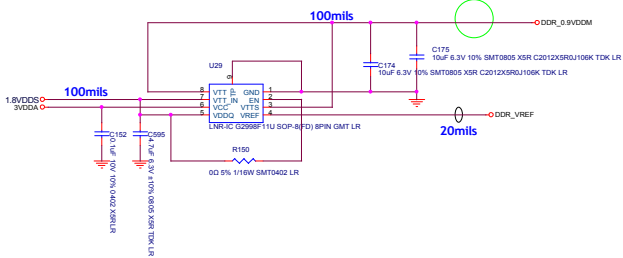 100mils
DDR_0.9VDDM
C175
10uF 6.3V 10% SMT0805 X5R C2012X5R0J106K TDK LR
C174
10uF 6.3V 10% SMT0805 X5R C2012X5R0J106K TDK LR
U29
9
TP
8 VTT GND 1
7 VTT_IN EN 2
6 VCC VTTS 3
5 VDDQ VREF 4
LNR-IC G2998F11U SOP-8(FD) 8PIN GMT LR
100mils
1.8VDDS
3VDDA
DDR_VREF
20mils
C152
0.1uF 10V 10% 0402 X5R LR
C595
4.7uF 6.3V ±10% 0805 X5R TDK LR
R150
0Ω 5% 1/16W SMT0402 LR